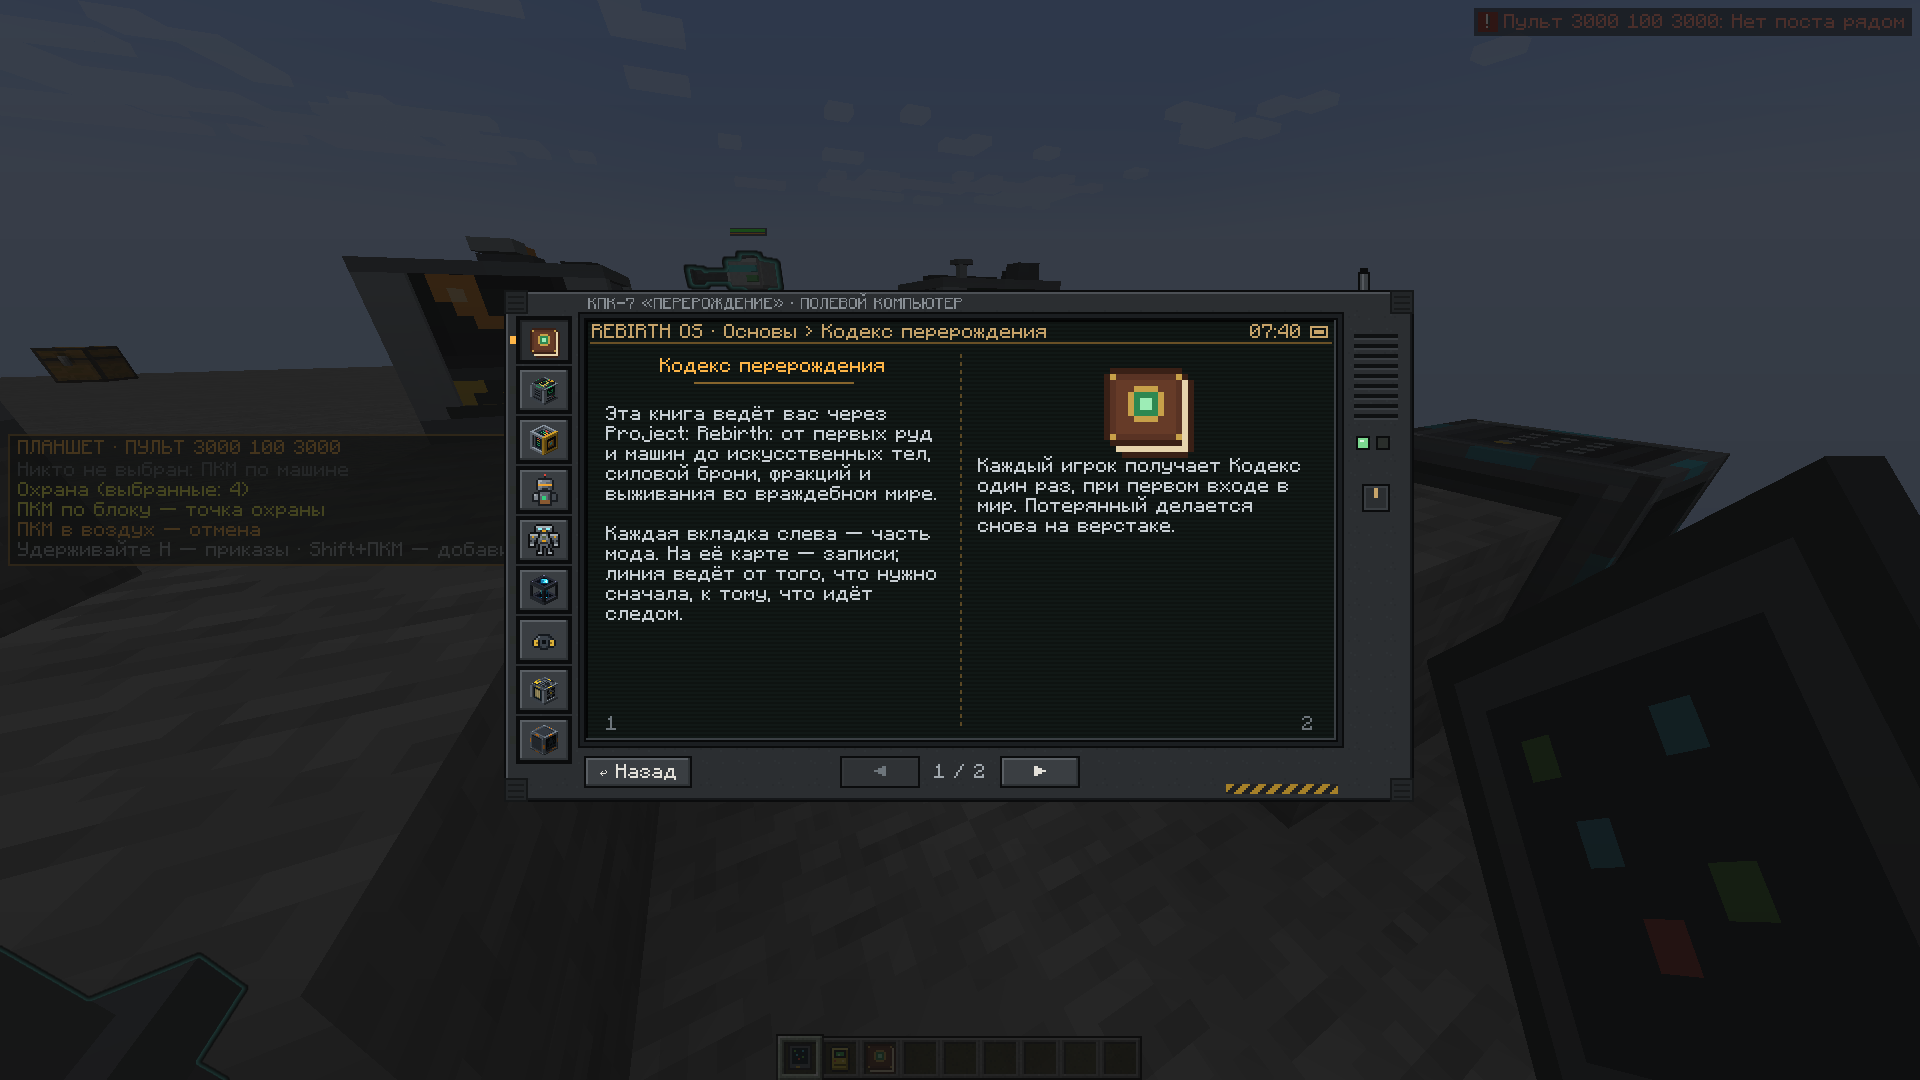 ! Пульт 3000 100 3000: Нет поста рядом
КПК-7 «ПЕРЕРОЖДЕНИЕ» · ПОЛЕВОЙ КОМПЬЮТЕР
REBIRTH OS · Основы > Кодекс перерождения
07:40
Кодекс перерождения
Эта книга ведёт вас через
Project: Rebirth: от первых руд
и машин до искусственных тел,
силовой брони, фракций и
выживания во враждебном мире.
Каждая вкладка слева — часть
мода. На её карте — записи;
линия ведёт от того, что нужно
сначала, к тому, что идёт
следом.
1
Каждый игрок получает Кодекс
один раз, при первом входе в
мир. Потерянный делается
снова на верстаке.
2
Назад
1 / 2
ПЛАНШЕТ · ПУЛЬТ 3000 100 3000
Никто не выбран: ПКМ по машине
Охрана (выбранные: 4)
ПКМ по блоку — точка охраны
ПКМ в воздух — отмена
Удерживайте H — приказы · Shift+ПКМ — добави